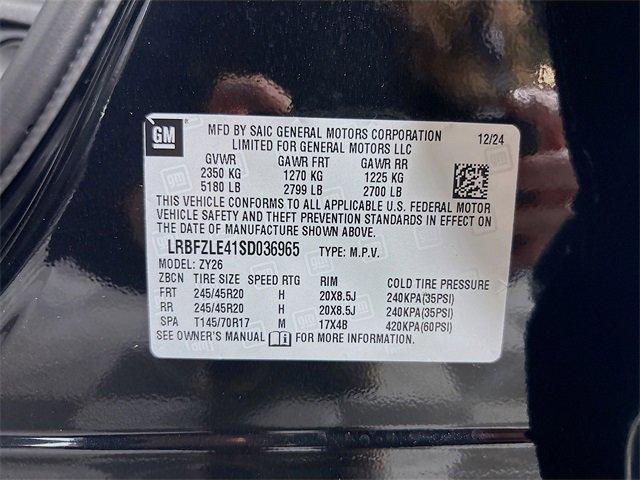 GM
MFD BY SAIC GENERAL MOTORS CORPORATION 12/24
LIMITED FOR GENERAL MOTORS LLC
GVWR GAWR FRT GAWR RR
2350 KG 1270 KG 1225 KG
5180 LB 2799 LB 2700 LB
THIS VEHICLE CONFORMS TO ALL APPLICABLE U.S. FEDERAL MOTOR
VEHICLE SAFETY AND THEFT PREVENTION STANDARDS IN EFFECT ON
THE DATE OF MANUFACTURE SHOWN ABOVE.
LRBFZLE41SD036965 TYPE: M.P.V.
MODEL: ZY26
ZBCN TIRE SIZE SPEED RTG RIM COLD TIRE PRESSURE
FRT 245/45R20 H 20X8.5J 240KPA(35PSI)
RR 245/45R20 H 20X8.5J 240KPA(35PSI)
SPA T145/70R17 M 17X4B 420KPA(60PSI)
SEE OWNER'S MANUAL FOR MORE INFORMATION.